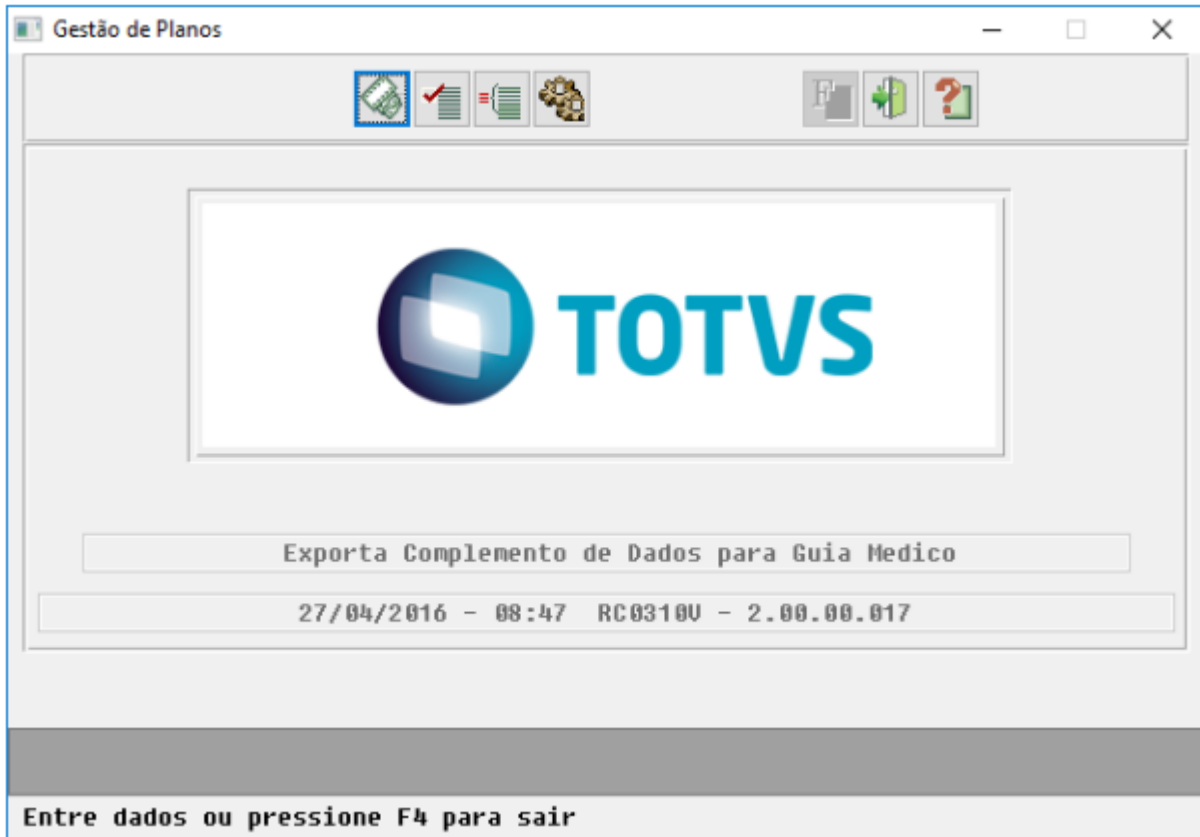 Gestão de Planos
F
TOTVS
Exporta Complemento de Dados para Guia Medico
27/04/2016 - 08:47 RC0310V - 2.00.00.017
Entre dados ou pressione F4 para sair